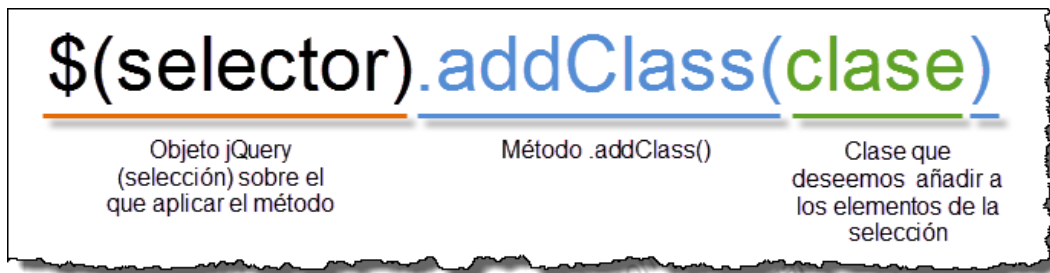 $(selector).addClass(clase)
Objeto jQuery
(selección) sobre el
que aplicar el método
Método .addClass()
Clase que
deseemos añadir a
los elementos de la
selección